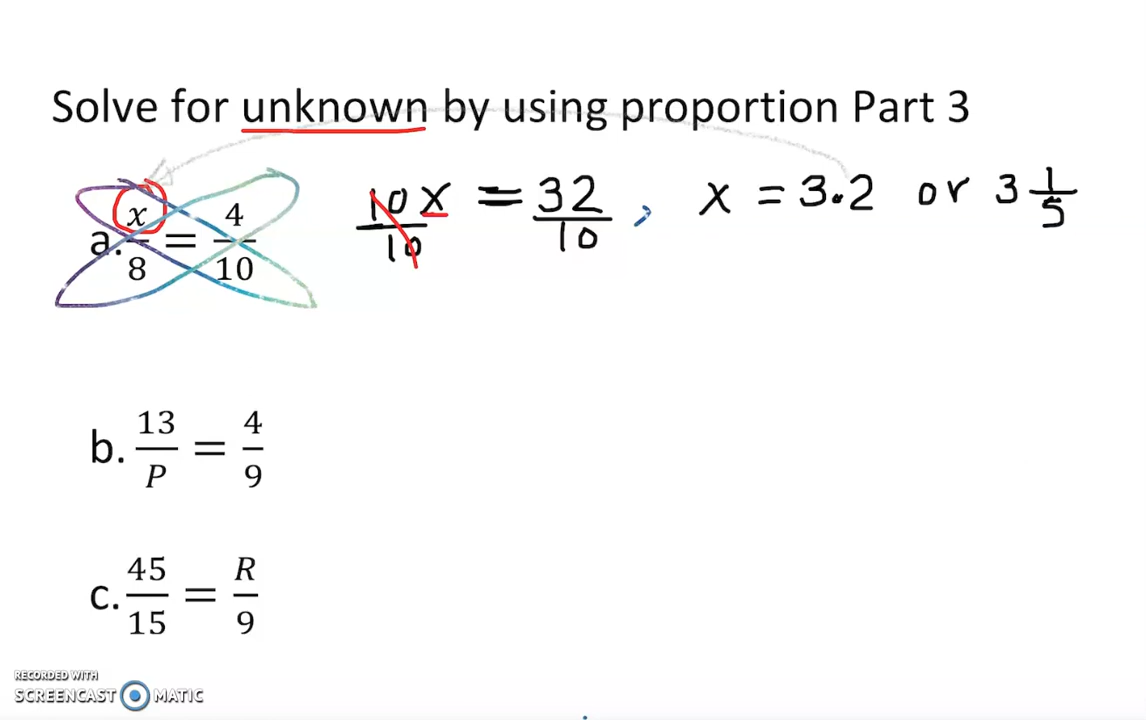 Solve for unknown by using proportion Part 3
a. x/8 = 4/10 10x/10 = 32/10 , x = 3.2 or 3 1/5
b. 13/P = 4/9
c. 45/15 = R/9
RECORDED WITH
SCREENCAST MATIC